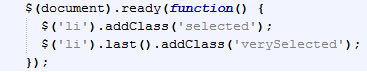 $(document).ready(function() {
  $('li').addClass('selected');
  $('li').last().addClass('verySelected');
});